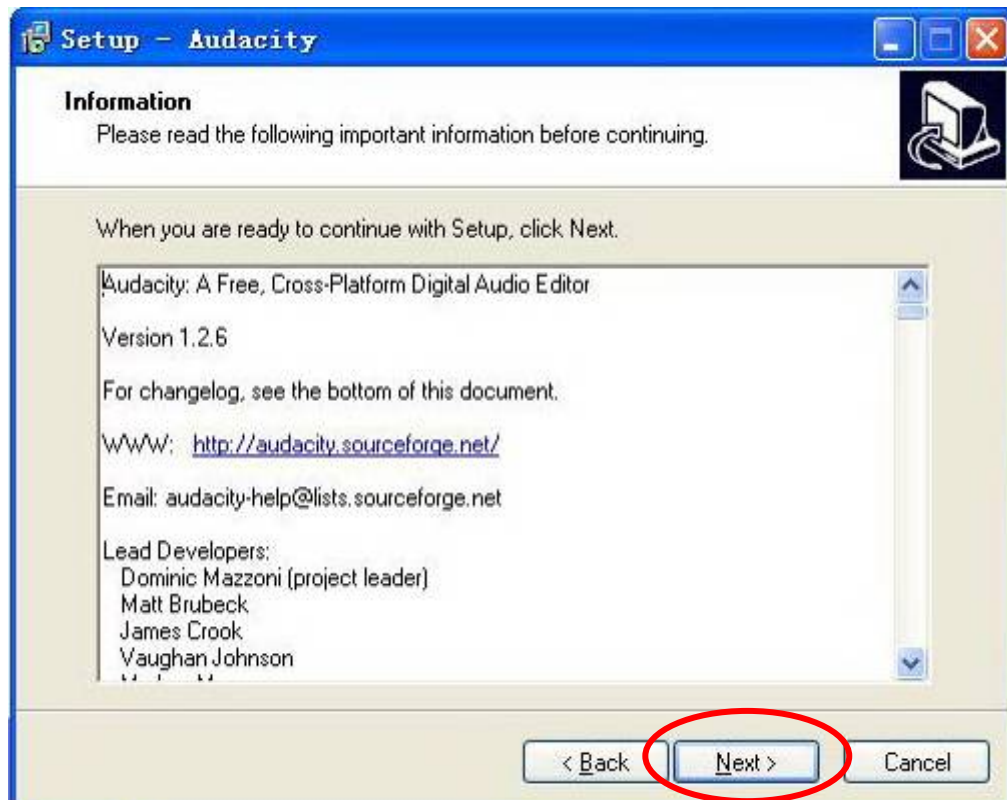 Setup - Audacity
Information
Please read the following important information before continuing.
When you are ready to continue with Setup, click Next.
Audacity: A Free, Cross-Platform Digital Audio Editor
Version 1.2.6
For changelog, see the bottom of this document.
WWW: http://audacity.sourceforge.net/
Email: audacity-help@lists.sourceforge.net
Lead Developers:
Dominic Mazzoni (project leader)
Matt Brubeck
James Crook
Vaughan Johnson
< Back
Next >
Cancel